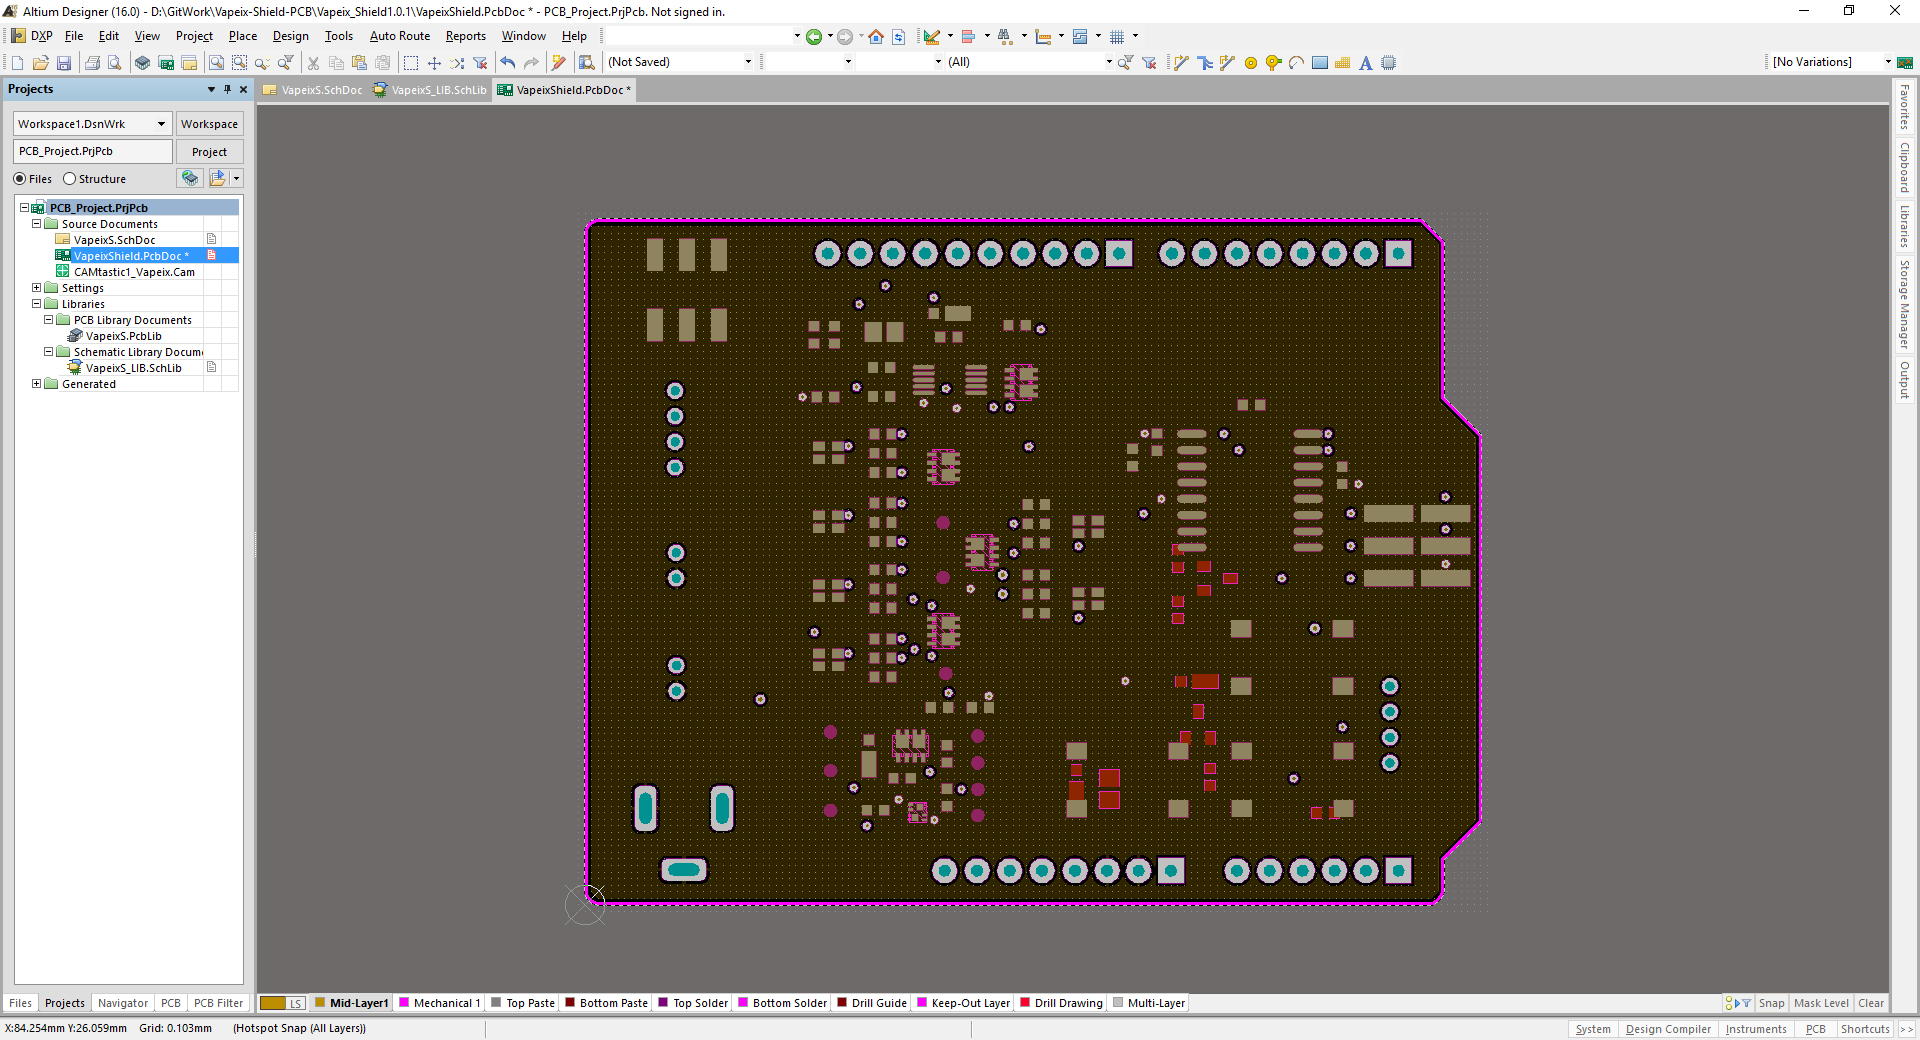 Altium Designer (16.0) - D:\GitWork\Vapeix-Shield-PCB\Vapeix_Shield1.0.1\VapeixShield.PcbDoc * - PCB_Project.PrjPcb. Not signed in.
DXP File Edit View Project Place Design Tools Auto Route Reports Window Help
(Not Saved) (All) [No Variations]
Projects
VapeixS.SchDoc VapeixS_LIB.SchLib VapeixShield.PcbDoc *
Workspace1.DsnWrk Workspace
PCB_Project.PrjPcb Project
Files Structure
PCB_Project.PrjPcb
Source Documents
VapeixS.SchDoc
VapeixShield.PcbDoc *
CAMtastic1_Vapeix.Cam
Settings
Libraries
PCB Library Documents
VapeixS.PcbLib
Schematic Library Docum
VapeixS_LIB.SchLib
Generated
Favorites
Clipboard
Libraries
Storage Manager
Output
Files Projects Navigator PCB PCB Filter
LS Mid-Layer1 Mechanical 1 Top Paste Bottom Paste Top Solder Bottom Solder Drill Guide Keep-Out Layer Drill Drawing Multi-Layer
Snap Mask Level Clear
X:84.254mm Y:26.059mm Grid: 0.103mm (Hotspot Snap (All Layers))
System Design Compiler Instruments PCB Shortcuts >>